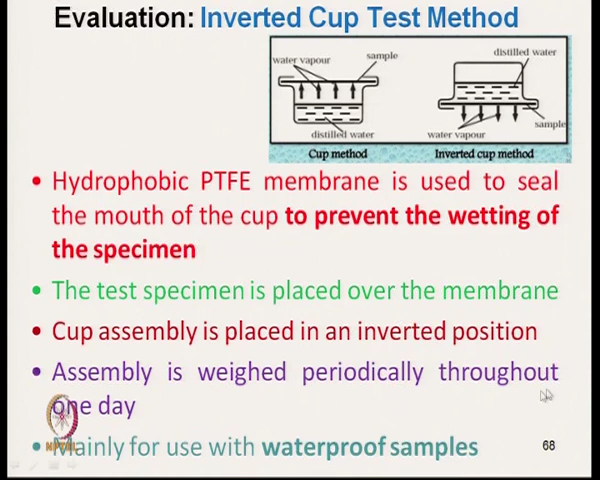 Evaluation: Inverted Cup Test Method
water vapour
sample
distilled water
Cup method
distilled water
sample
water vapour
Inverted cup method
• Hydrophobic PTFE membrane is used to seal
the mouth of the cup to prevent the wetting of
the specimen
• The test specimen is placed over the membrane
• Cup assembly is placed in an inverted position
• Assembly is weighed periodically throughout
one day
• Mainly for use with waterproof samples
NPTEL
68